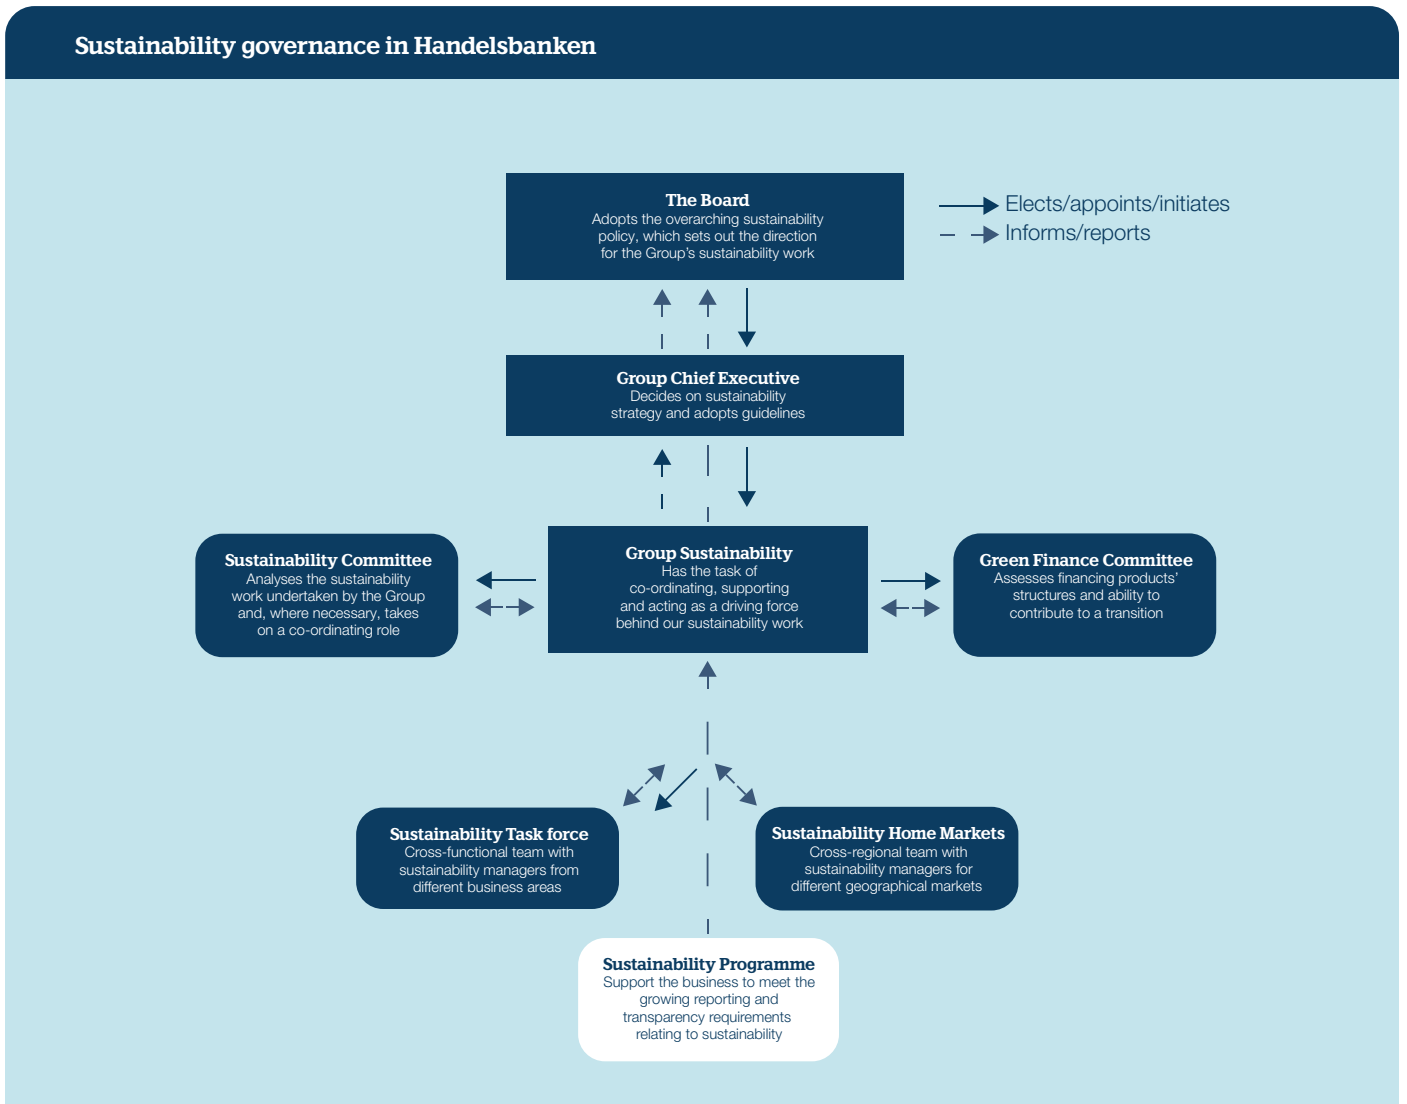 Sustainability governance in Handelsbanken
The Board
Adopts the overarching sustainability
policy, which sets out the direction
for the Group’s sustainability work
Elects/appoints/initiates
Informs/reports
Group Chief Executive
Decides on sustainability
strategy and adopts guidelines
Sustainability Committee
Analyses the sustainability
work undertaken by the Group
and, where necessary, takes
on a co-ordinating role
Group Sustainability
Has the task of
co-ordinating, supporting
and acting as a driving force
behind our sustainability work
Green Finance Committee
Assesses financing products’
structures and ability to
contribute to a transition
Sustainability Task force
Cross-functional team with
sustainability managers from
different business areas
Sustainability Home Markets
Cross-regional team with
sustainability managers for
different geographical markets
Sustainability Programme
Support the business to meet the
growing reporting and
transparency requirements
relating to sustainability